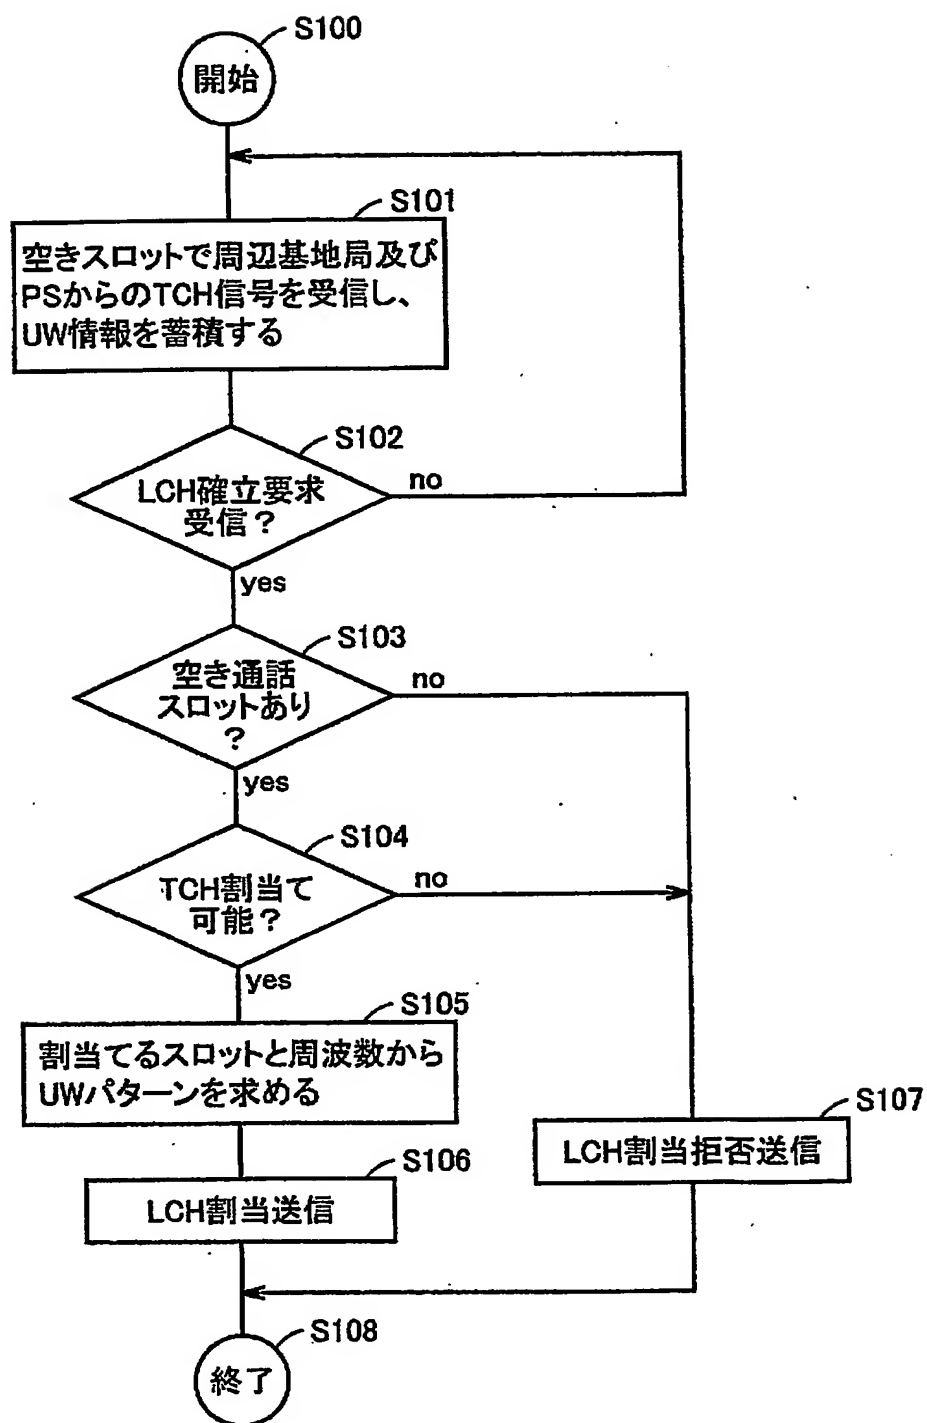 S100
開始
S101
空きスロットで周辺基地局及び
PSからのTCH信号を受信し、
UW情報を蓄積する
S102
LCH確立要求
受信？
no
yes
S103
空き通話
スロットあり
？
no
yes
S104
TCH割当て
可能？
no
yes
S105
割当てるスロットと周波数から
UWパターンを求める
S106
LCH割当送信
S107
LCH割当拒否送信
S108
終了